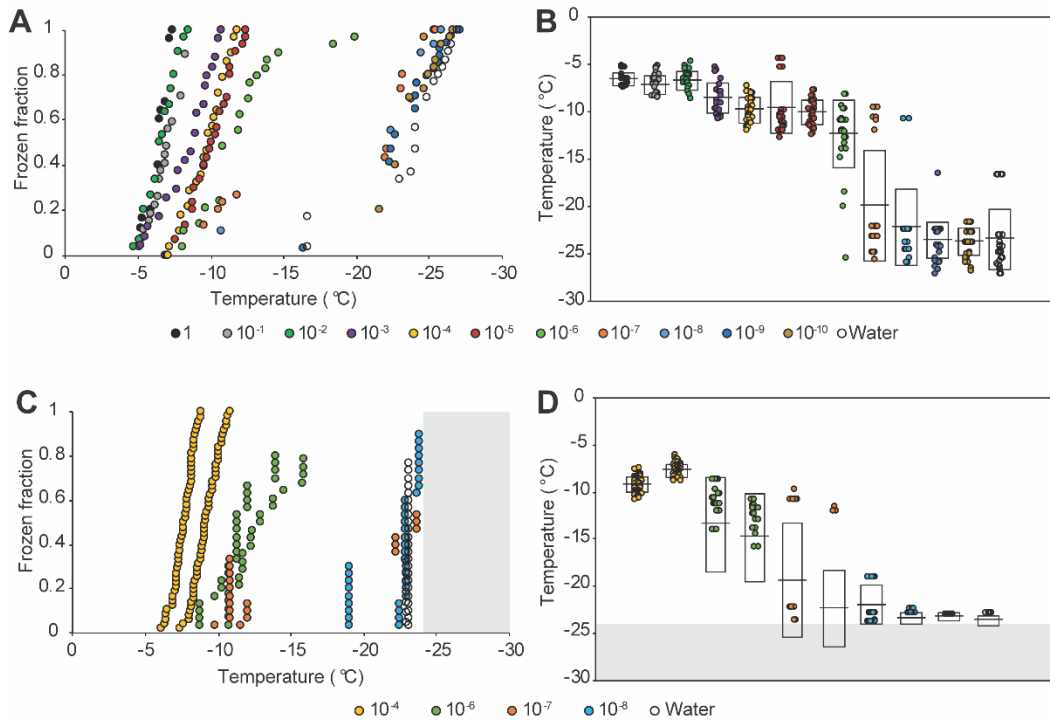 A
1
0.8
0.6
0.4
0.2
0
Frozen fraction
0 -5 -10 -15 -20 -25 -30
Temperature ( °C)
B
0
-5
-10
-15
-20
-25
-30
Temperature (°C)
1 10⁻¹ 10⁻² 10⁻³ 10⁻⁴ 10⁻⁵ 10⁻⁶ 10⁻⁷ 10⁻⁸ 10⁻⁹ 10⁻¹⁰ Water
C
1
0.8
0.6
0.4
0.2
0
Frozen fraction
0 -5 -10 -15 -20 -25 -30
Temperature ( °C)
D
0
-5
-10
-15
-20
-25
-30
Temperature (°C)
10⁻⁴ 10⁻⁶ 10⁻⁷ 10⁻⁸ Water